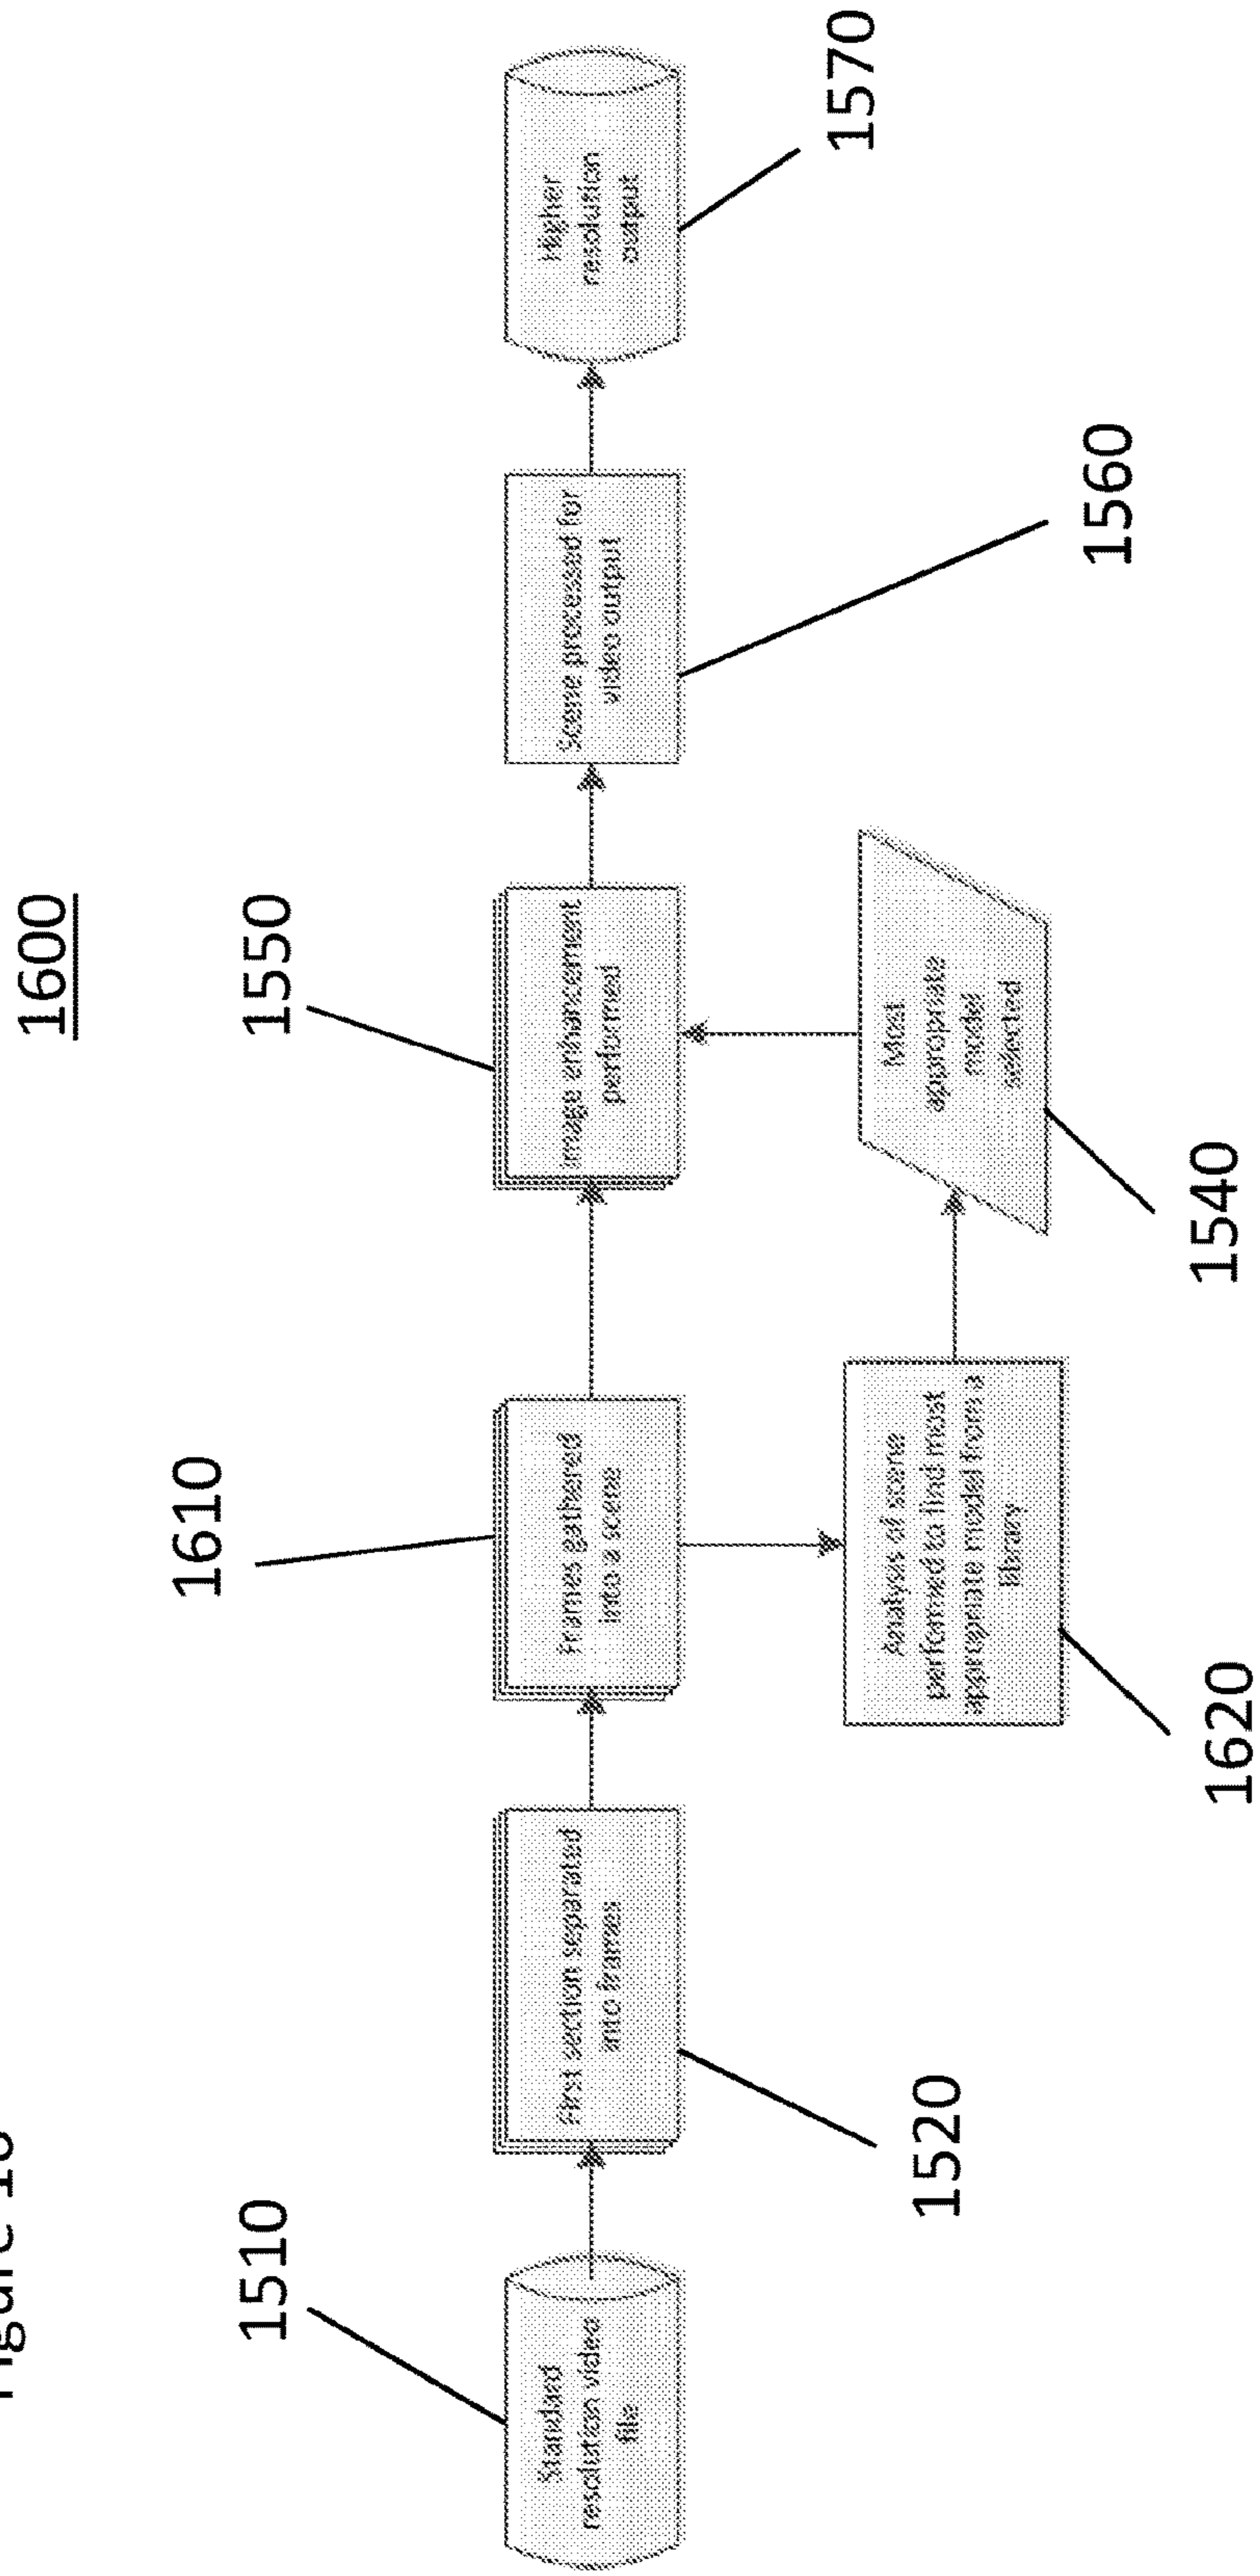 Figure 16
1600
1510
1610
1550
Standard
resolution video
file
First section separated
into frames
Frames gathered
into a scene
Image enhancement
performed
Scene processed for
video output
Higher
resolution
output
1520
Analysis of scene
performed to find most
appropriate model from a
library
Most
appropriate
model
selected
1560
1570
1620
1540